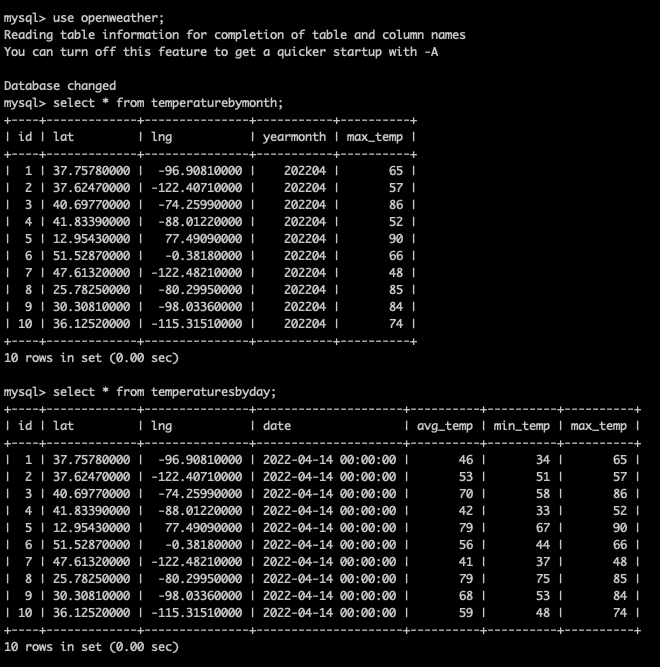 mysql> use openweather;
Reading table information for completion of table and column names
You can turn off this feature to get a quicker startup with -A

Database changed
mysql> select * from temperaturebymonth;
+----+-------------+---------------+-----------+----------+
| id | lat         | lng           | yearmonth | max_temp |
+----+-------------+---------------+-----------+----------+
|  1 | 37.75780000 |  -96.90810000 |    202204 |       65 |
|  2 | 37.62470000 | -122.40710000 |    202204 |       57 |
|  3 | 40.69770000 |  -74.25990000 |    202204 |       86 |
|  4 | 41.83390000 |  -88.01220000 |    202204 |       52 |
|  5 | 12.95430000 |   77.49090000 |    202204 |       90 |
|  6 | 51.52870000 |   -0.38180000 |    202204 |       66 |
|  7 | 47.61320000 | -122.48210000 |    202204 |       48 |
|  8 | 25.78250000 |  -80.29950000 |    202204 |       85 |
|  9 | 30.30810000 |  -98.03360000 |    202204 |       84 |
| 10 | 36.12520000 | -115.31510000 |    202204 |       74 |
+----+-------------+---------------+-----------+----------+
10 rows in set (0.00 sec)

mysql> select * from temperaturesbyday;
+----+-------------+---------------+---------------------+----------+----------+----------+
| id | lat         | lng           | date                | avg_temp | min_temp | max_temp |
+----+-------------+---------------+---------------------+----------+----------+----------+
|  1 | 37.75780000 |  -96.90810000 | 2022-04-14 00:00:00 |       46 |       34 |       65 |
|  2 | 37.62470000 | -122.40710000 | 2022-04-14 00:00:00 |       53 |       51 |       57 |
|  3 | 40.69770000 |  -74.25990000 | 2022-04-14 00:00:00 |       70 |       58 |       86 |
|  4 | 41.83390000 |  -88.01220000 | 2022-04-14 00:00:00 |       42 |       33 |       52 |
|  5 | 12.95430000 |   77.49090000 | 2022-04-14 00:00:00 |       79 |       67 |       90 |
|  6 | 51.52870000 |   -0.38180000 | 2022-04-14 00:00:00 |       56 |       44 |       66 |
|  7 | 47.61320000 | -122.48210000 | 2022-04-14 00:00:00 |       41 |       37 |       48 |
|  8 | 25.78250000 |  -80.29950000 | 2022-04-14 00:00:00 |       79 |       75 |       85 |
|  9 | 30.30810000 |  -98.03360000 | 2022-04-14 00:00:00 |       68 |       53 |       84 |
| 10 | 36.12520000 | -115.31510000 | 2022-04-14 00:00:00 |       59 |       48 |       74 |
+----+-------------+---------------+---------------------+----------+----------+----------+
10 rows in set (0.00 sec)